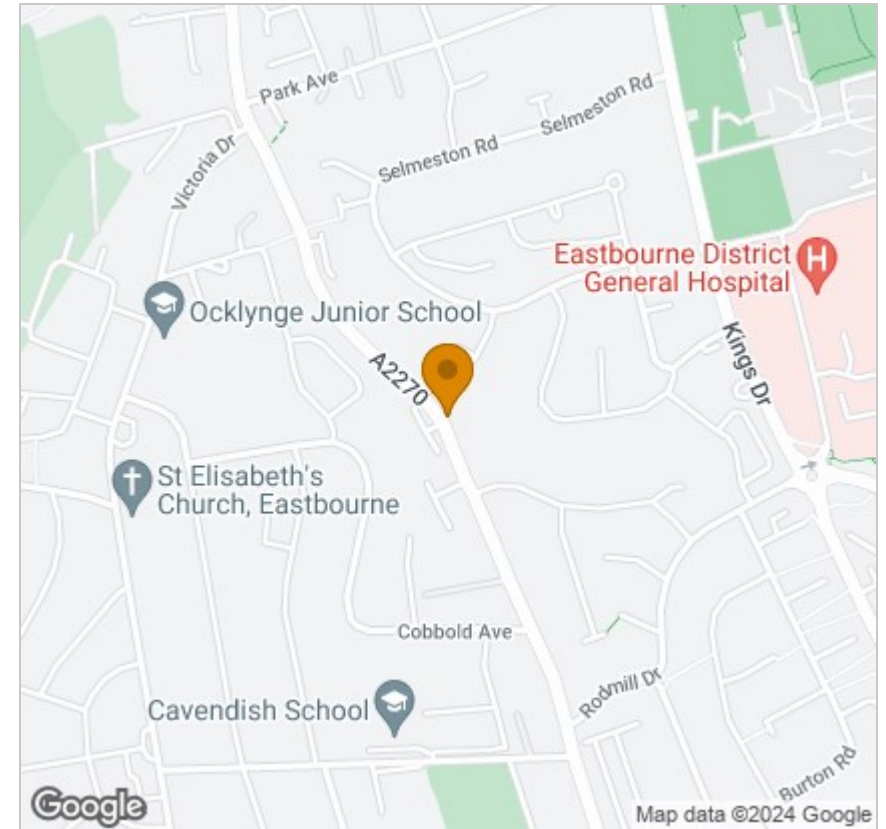 Park Ave
Selmeston Rd
Selmeston Rd
Victoria Dr
Eastbourne District
General Hospital
H
Ocklynge Junior School
Kings Dr
A2270
St Elisabeth's
Church, Eastbourne
Cobbold Ave
Rodmill Dr
Cavendish School
Burton Rd
Google
Map data ©2024 Google